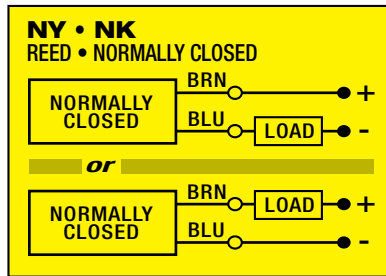 NY • NK
REED • NORMALLY CLOSED
NORMALLY
CLOSED
BRN
+
BLU
LOAD
-
or
NORMALLY
CLOSED
BRN
LOAD
+
BLU
-